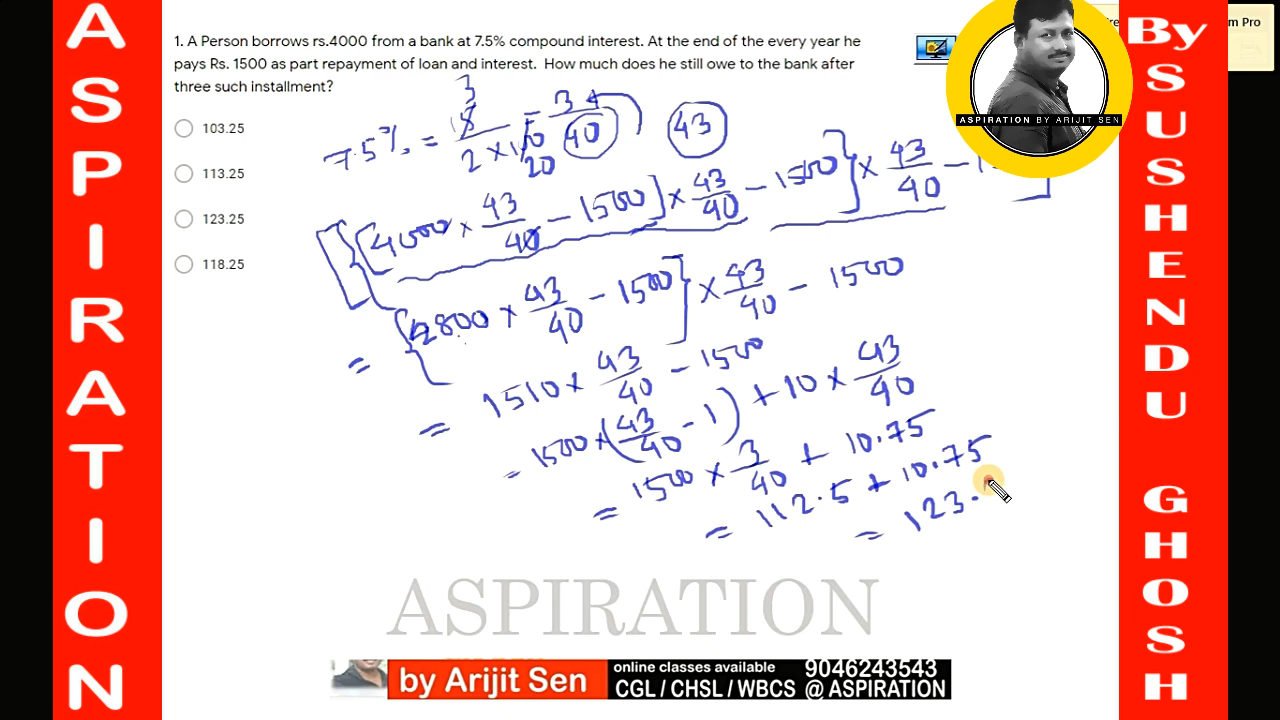 ASPIRATION
1. A Person borrows rs.4000 from a bank at 7.5% compound interest. At the end of the every year he
pays Rs. 1500 as part repayment of loan and interest. How much does he still owe to the bank after
three such installment?
103.25
113.25
123.25
118.25
m Pro
ASPIRATION BY ARIJIT SEN
By SUSHENDU GHOSH
3 3
7.5% = 15/2×100 = 3/40 43
20
[{[4000 × 43/40 - 1500] × 43/40 - 1500} × 43/40 - 1
= {2800 × 43/40 - 1500} × 43/40 - 1500
= 1510 × 43/40 - 1500
= 1500 × (43/40 - 1) + 10 × 43/40
= 1500 × 3/40 + 10.75
= 112.5 + 10.75
= 123.
ASPIRATION
by Arijit Sen
online classes available 9046243543
CGL / CHSL / WBCS @ ASPIRATION